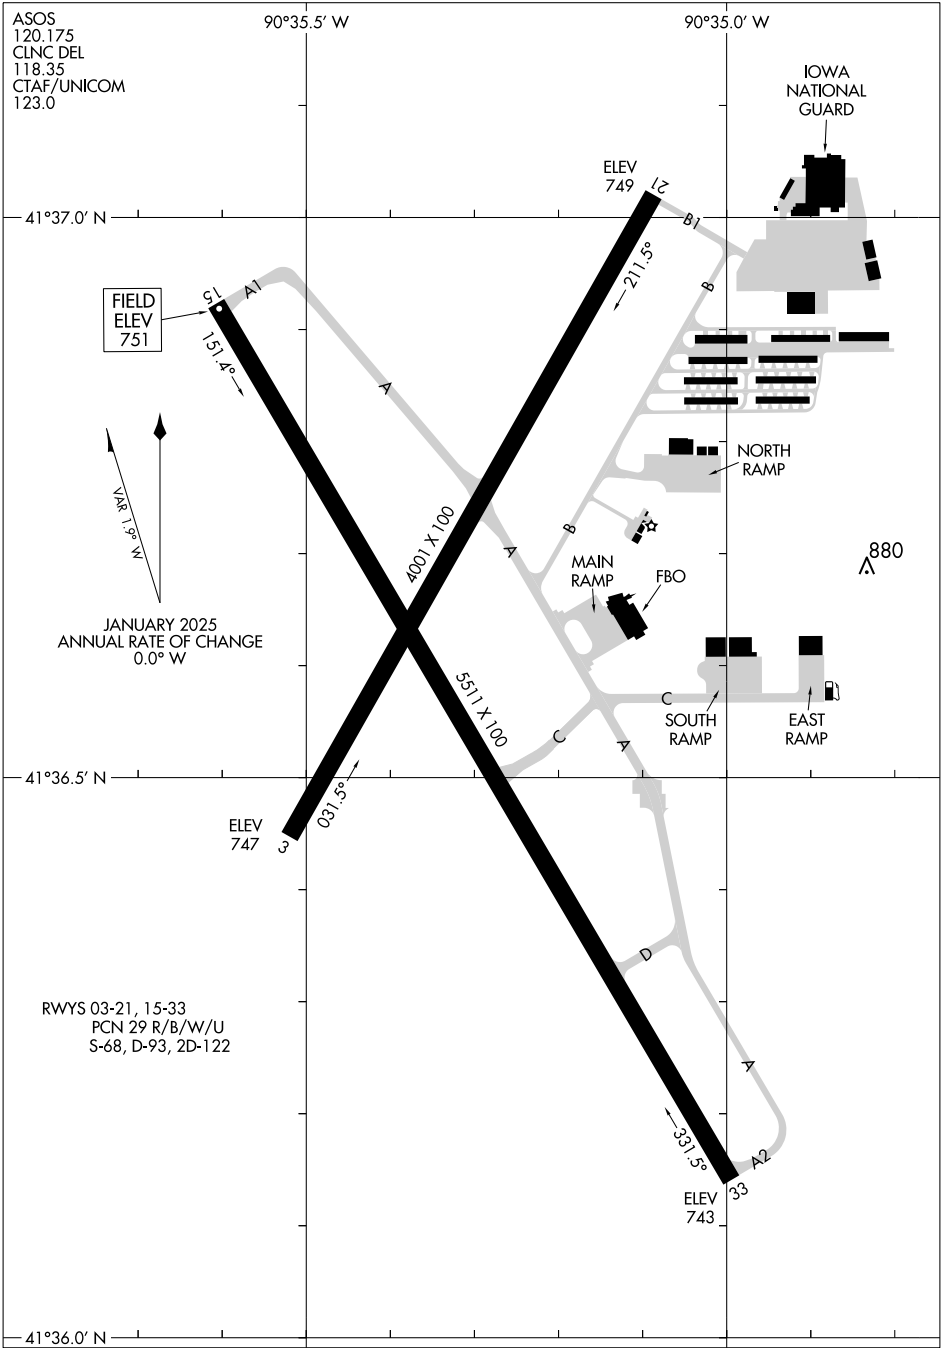 ASOS
120.175
CLNC DEL
118.35
CTAF/UNICOM
123.0
90°35.5' W
90°35.0' W
IOWA
NATIONAL
GUARD
ELEV
749
21
41°37.0' N
B1
211.5°
B
15
A1
FIELD
ELEV
751
151.4°
A
VAR 1.9° W
NORTH
RAMP
4001 X 100
B
A
880
MAIN
RAMP
FBO
JANUARY 2025
ANNUAL RATE OF CHANGE
0.0° W
5511 X 100
C
SOUTH
RAMP
EAST
RAMP
C
A
41°36.5' N
031.5°
ELEV
747
3
D
RWYS 03-21, 15-33
PCN 29 R/B/W/U
S-68, D-93, 2D-122
A
331.5°
A2
ELEV
743
33
41°36.0' N